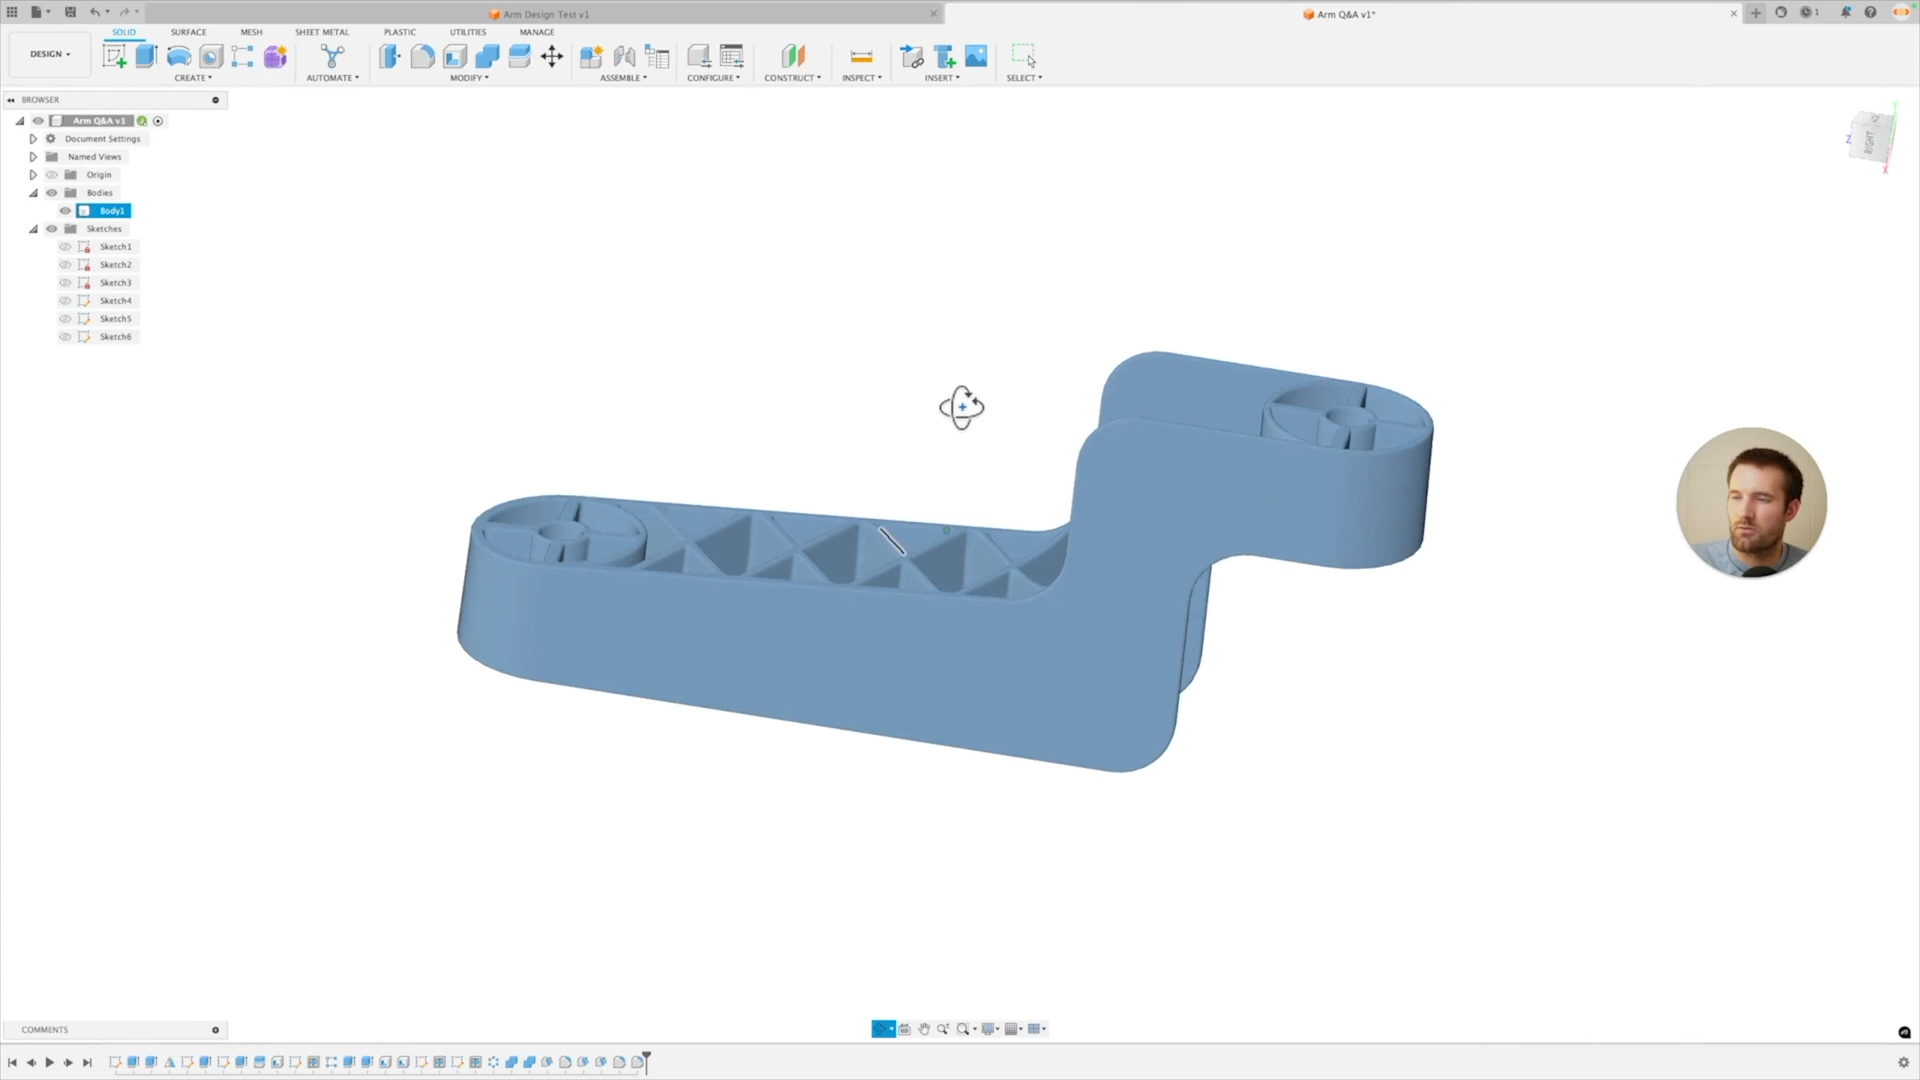 Arm Design Test v1
Arm Q&A v1*
1
DESIGN
SOLID
SURFACE
MESH
SHEET METAL
PLASTIC
UTILITIES
MANAGE
CREATE
AUTOMATE
MODIFY
ASSEMBLE
CONFIGURE
CONSTRUCT
INSPECT
INSERT
SELECT
BROWSER
Arm Q&A v1
Document Settings
Named Views
Origin
Bodies
Body1
Sketches
Sketch1
Sketch2
Sketch3
Sketch4
Sketch5
Sketch6
RIGHT
Z
X
COMMENTS